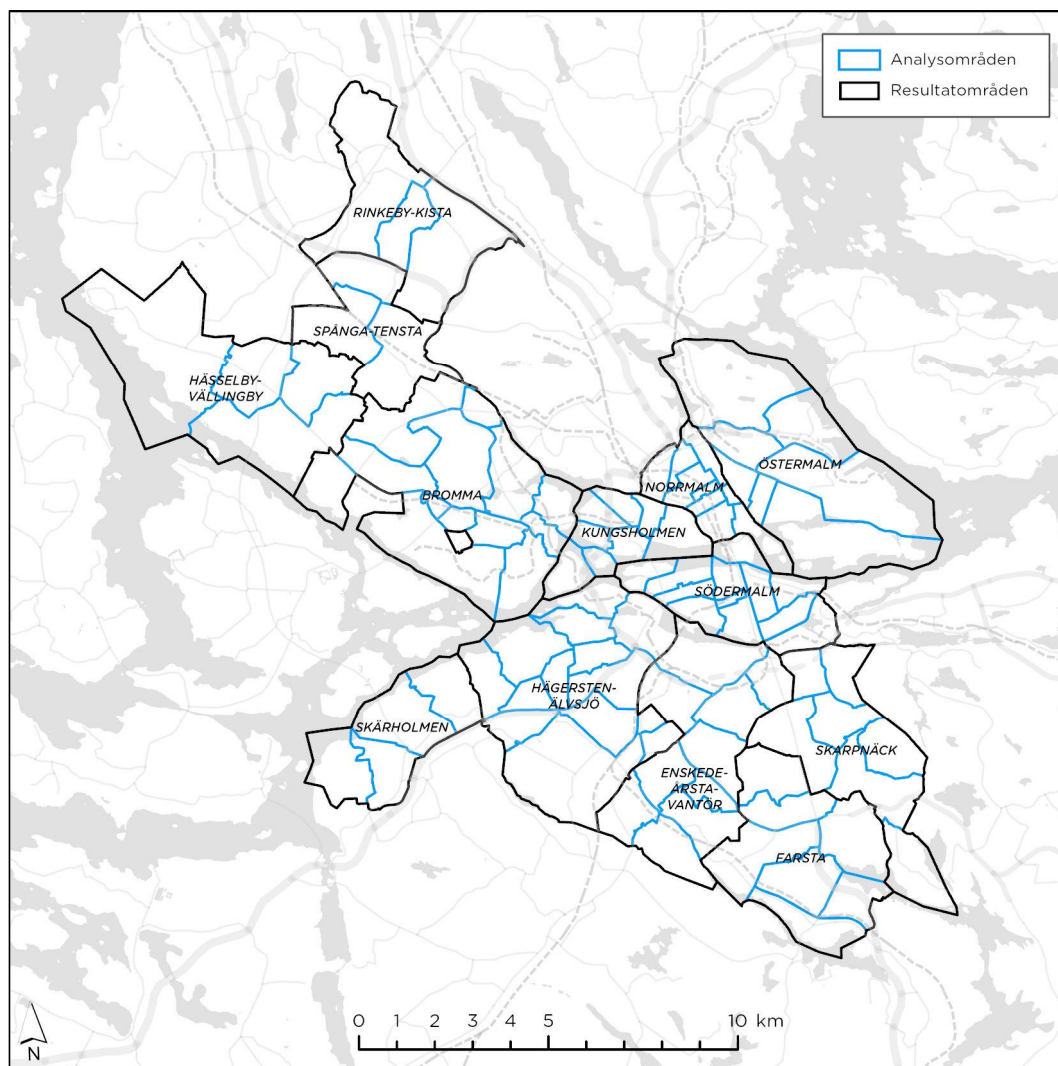 Analysområden
Resultatområden
RINKEBY-KISTA
SPÅNGA-TENSTA
HÄSSELBY-
VÄLLINGBY
BROMMA
ÖSTERMALM
NORRMALM
KUNGSHOLMEN
SÖDERMALM
HÄGERSTEN-
ÄLVSJÖ
SKÄRHOLMEN
SKARPNÄCK
ENSKEDE-
ÅRSTA-
VANTÖR
FARSTA
0 1 2 3 4 5 10 km
N